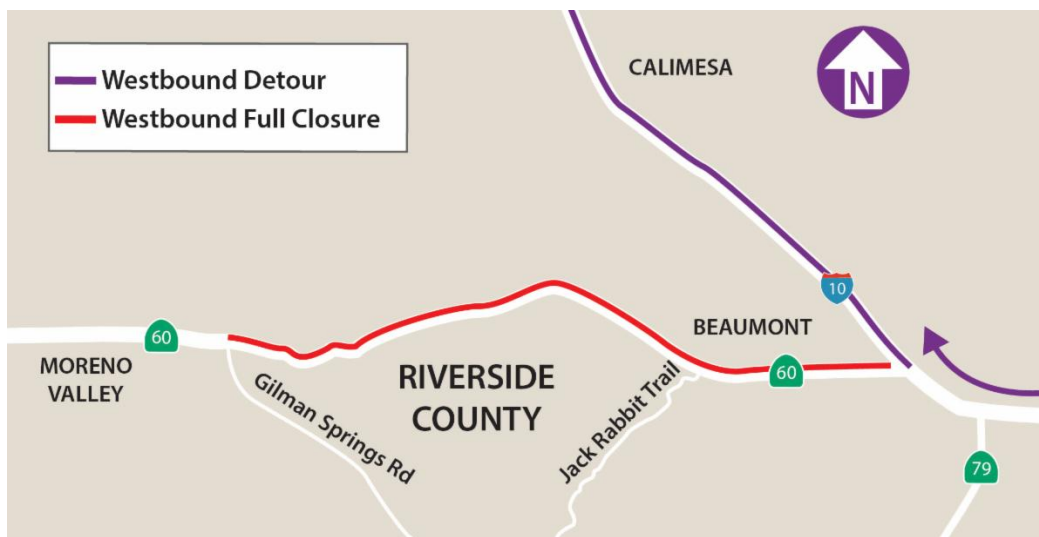 Westbound Detour
Westbound Full Closure
CALIMESA
N
10
BEAUMONT
60
60
MORENO
VALLEY
RIVERSIDE
COUNTY
Gilman Springs Rd
Jack Rabbit Trail
79